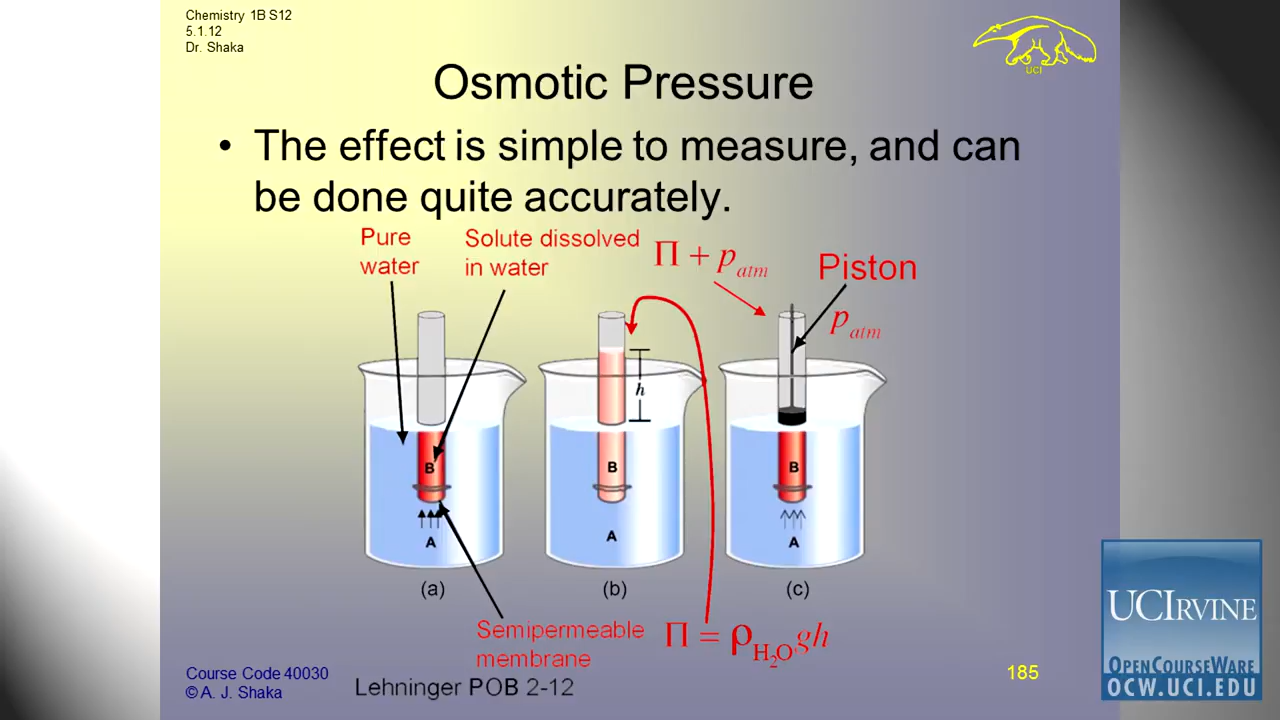 Chemistry 1B S12
5.1.12
Dr. Shaka
UCI
Osmotic Pressure
• The effect is simple to measure, and can
be done quite accurately.
Pure
water
Solute dissolved
in water
Π + p_atm
Piston
p_atm
h
B
B
B
A
A
A
(a)
(b)
(c)
Semipermeable
membrane
Π = ρ_H₂O gh
Course Code 40030
© A. J. Shaka
Lehninger POB 2-12
185
UCIRVINE
OPENCOURSEWARE
OCW.UCI.EDU